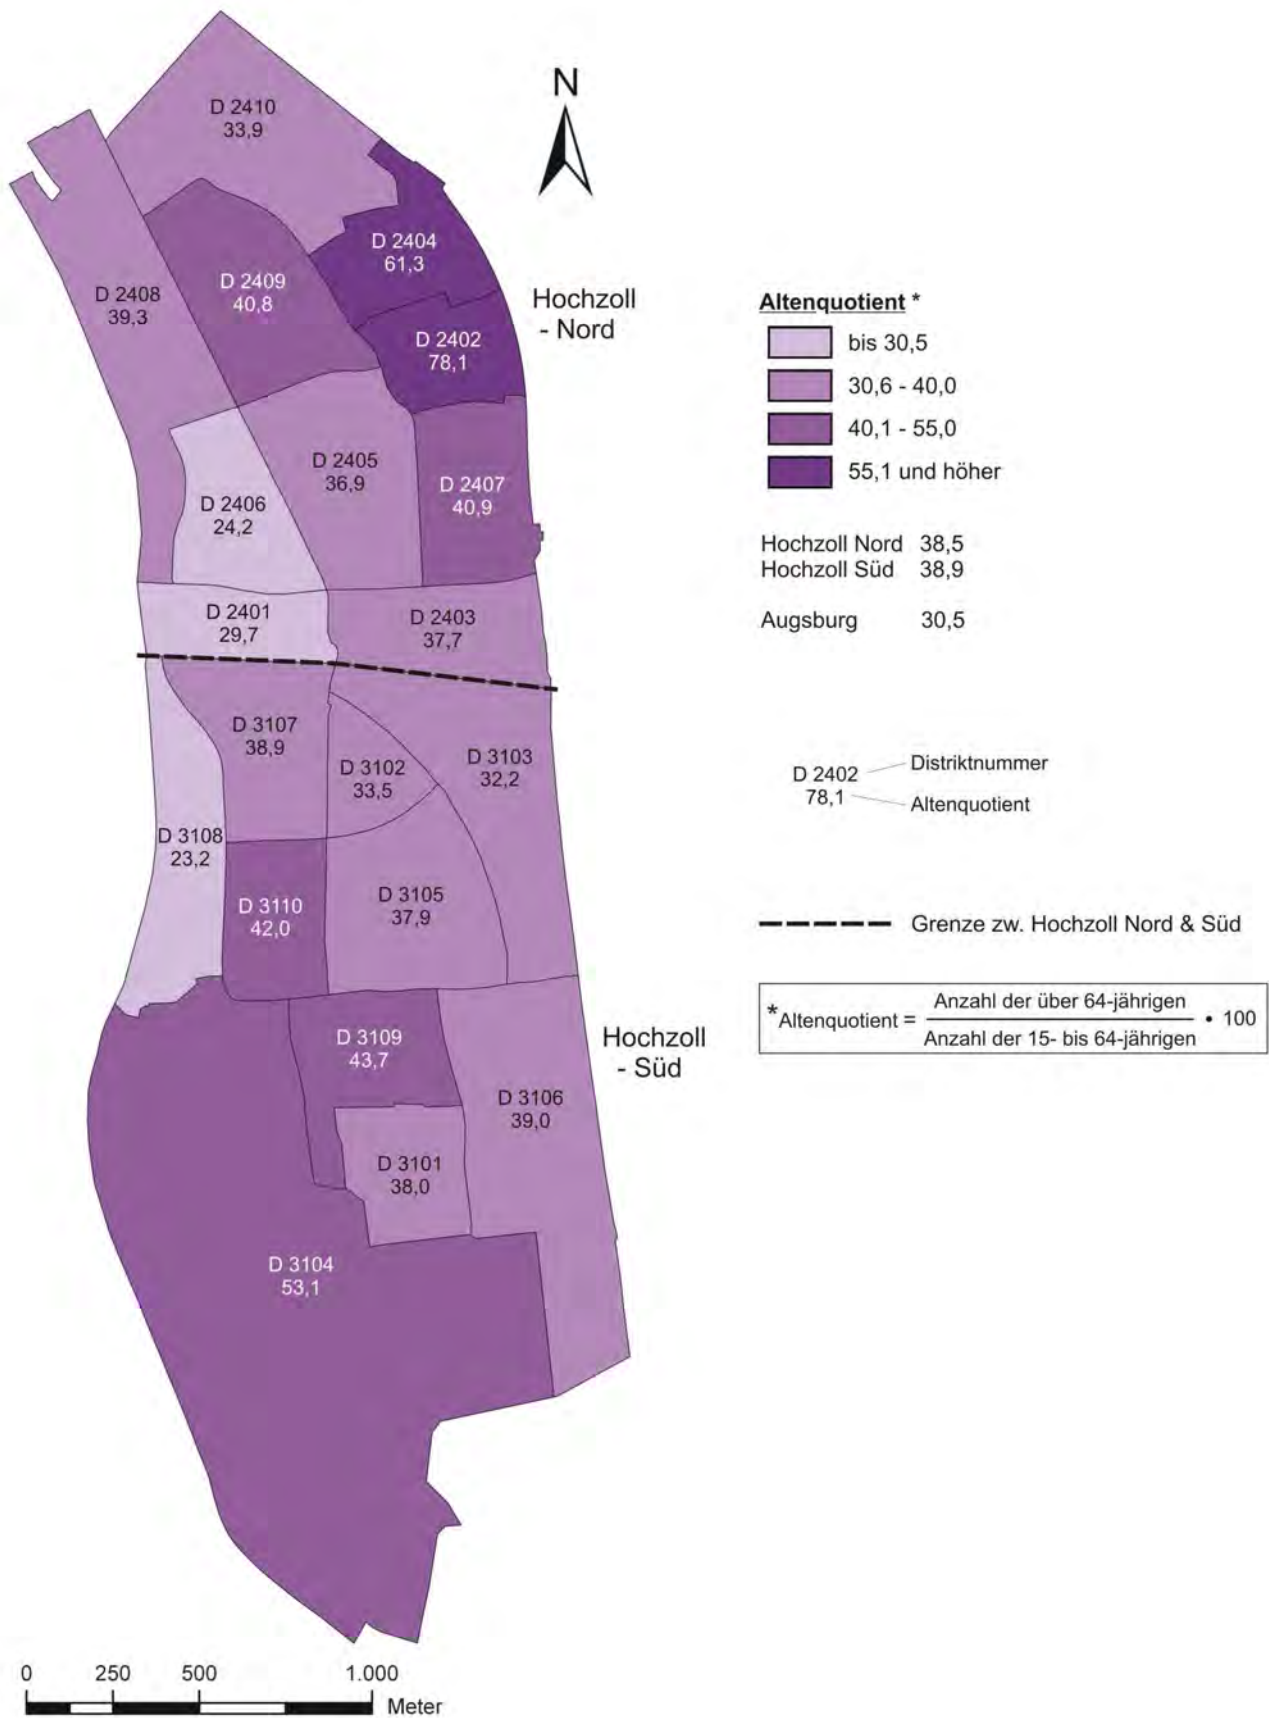 D 2410
33,9
N
D 2404
61,3
D 2409
40,8
D 2408
39,3
Hochzoll
- Nord
D 2402
78,1
D 2405
36,9
D 2407
40,9
D 2406
24,2
D 2401
29,7
D 2403
37,7
D 3107
38,9
D 3102
33,5
D 3103
32,2
D 3108
23,2
D 3105
37,9
D 3110
42,0
D 3109
43,7
Hochzoll
- Süd
D 3106
39,0
D 3101
38,0
D 3104
53,1
Altenquotient *
bis 30,5
30,6 - 40,0
40,1 - 55,0
55,1 und höher
Hochzoll Nord 38,5
Hochzoll Süd 38,9
Augsburg 30,5
D 2402 Distriktnummer
78,1 Altenquotient
Grenze zw. Hochzoll Nord & Süd
Anzahl der über 64-jährigen
*Altenquotient = • 100
Anzahl der 15- bis 64-jährigen
0 250 500 1.000
Meter